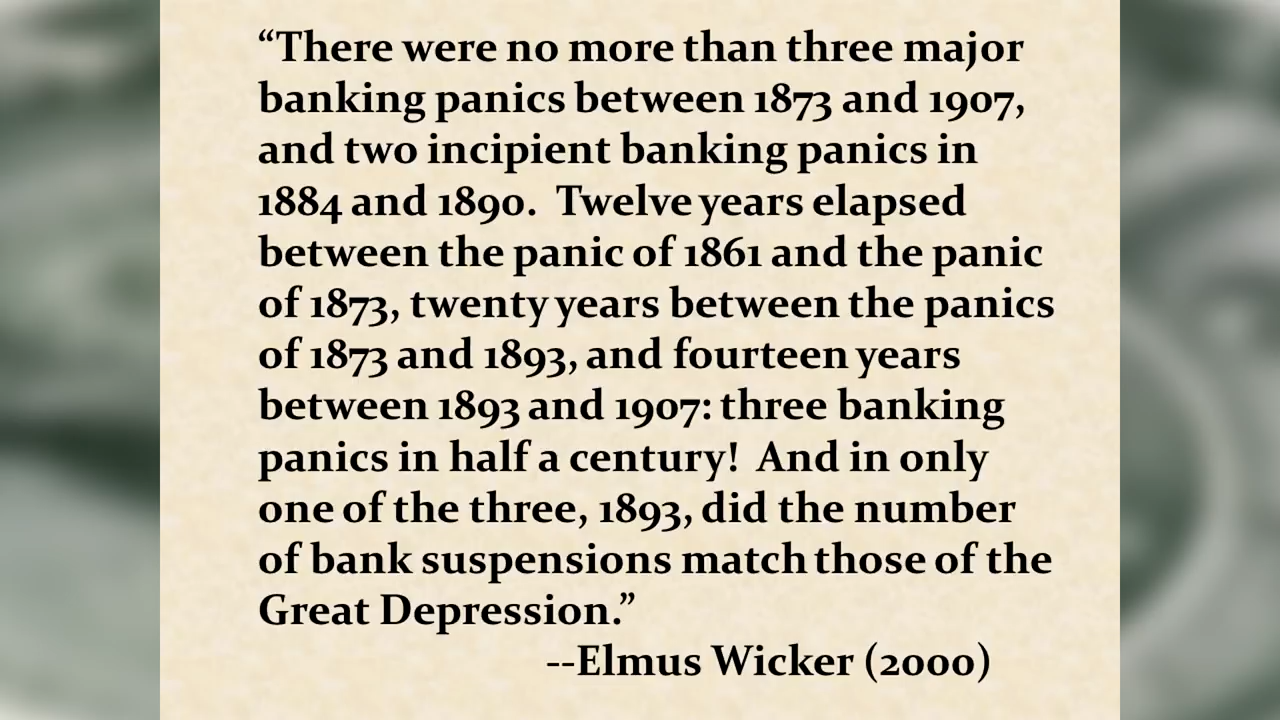 “There were no more than three major
banking panics between 1873 and 1907,
and two incipient banking panics in
1884 and 1890.  Twelve years elapsed
between the panic of 1861 and the panic
of 1873, twenty years between the panics
of 1873 and 1893, and fourteen years
between 1893 and 1907: three banking
panics in half a century!  And in only
one of the three, 1893, did the number
of bank suspensions match those of the
Great Depression.”
--Elmus Wicker (2000)